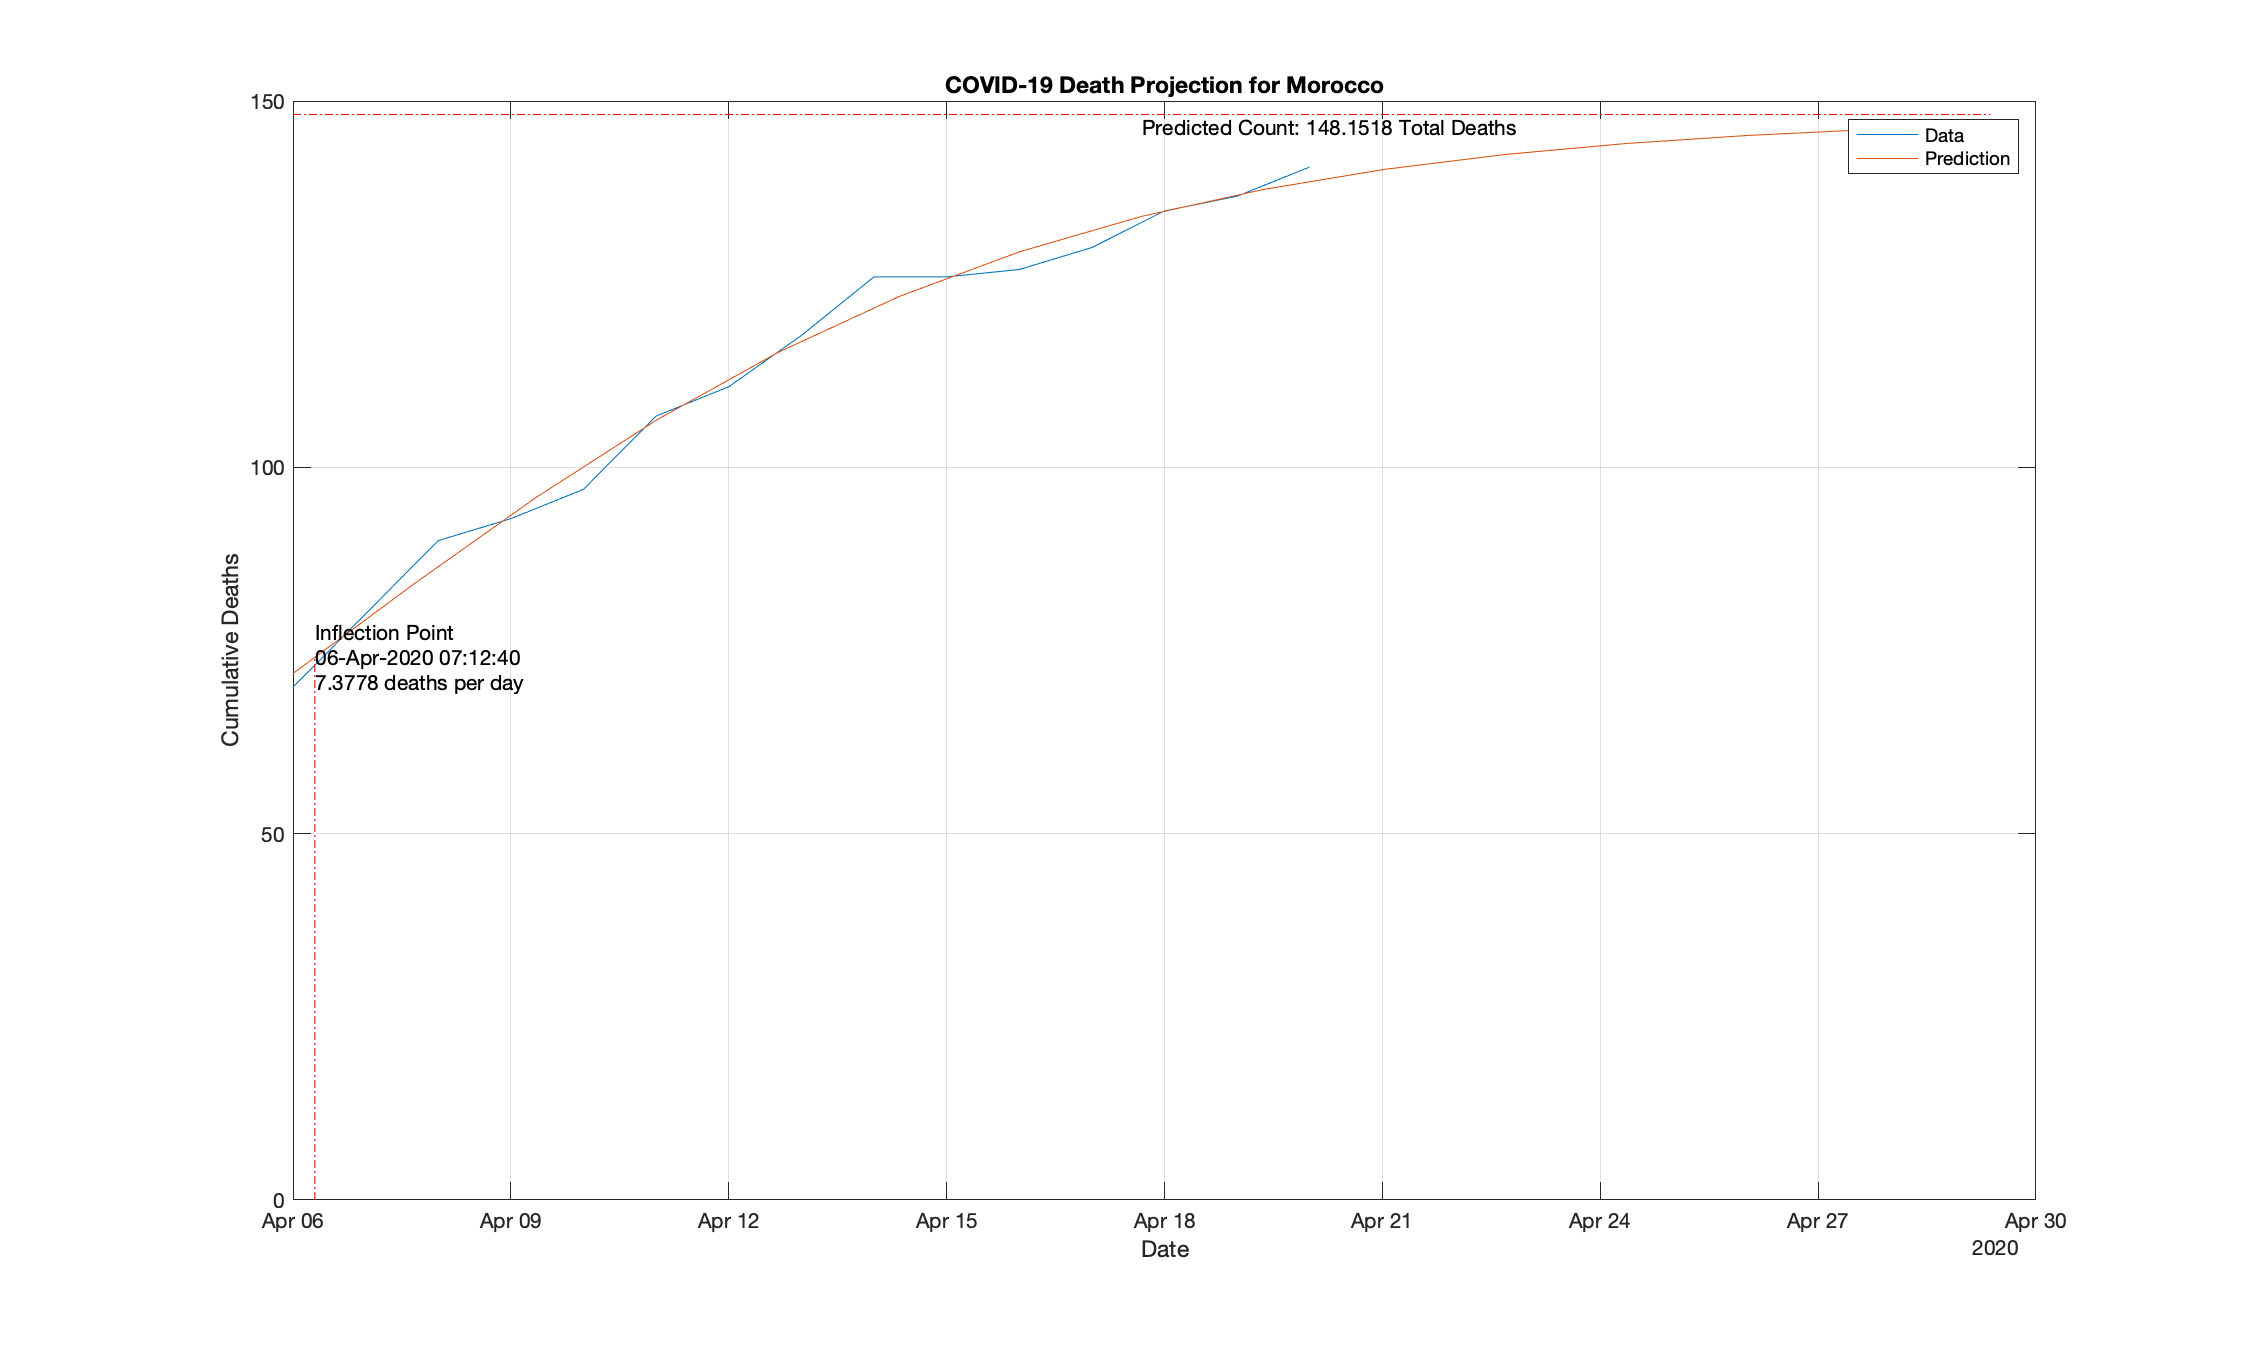 COVID-19 Death Projection for Morocco
150
Predicted Count: 148.1518 Total Deaths
Data
Prediction
100
Cumulative Deaths
Inflection Point
06-Apr-2020 07:12:40
7.3778 deaths per day
50
0
Apr 06 Apr 09 Apr 12 Apr 15 Apr 18 Apr 21 Apr 24 Apr 27 Apr 30
Date
2020